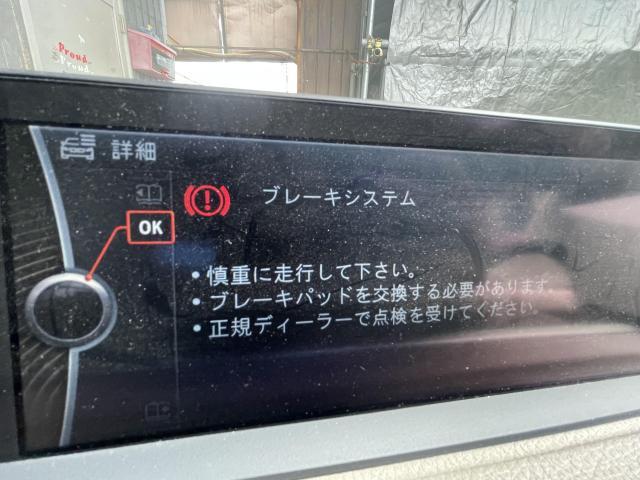 Proud.
Proud.
詳細
ブレーキシステム
OK
• 慎重に走行して下さい。
• ブレーキパッドを交換する必要があります。
• 正規ディーラーで点検を受けてください。